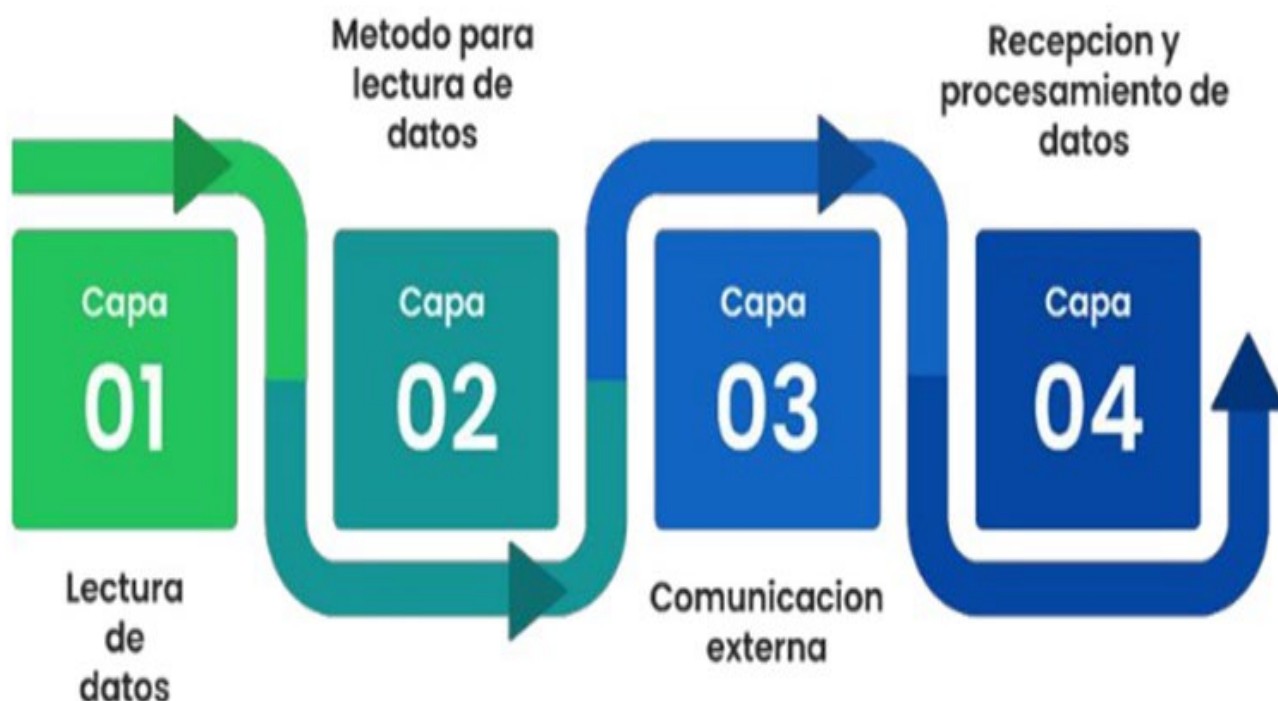 Capa
01
Lectura
de
datos
Metodo para
lectura de
datos
Capa
02
Capa
03
Comunicacion
externa
Recepcion y
procesamiento de
datos
Capa
04